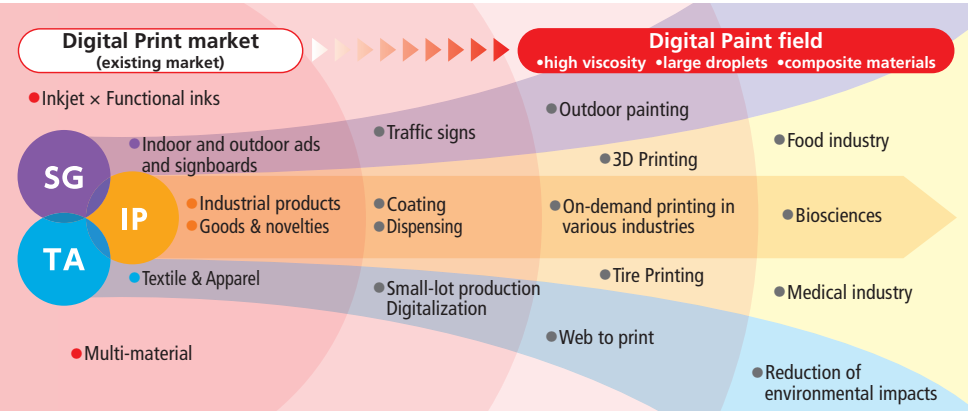 Digital Print market
(existing market)
Digital Paint field
•high viscosity •large droplets •composite materials
●Inkjet × Functional inks
SG
IP
TA
●Indoor and outdoor ads
and signboards
●Industrial products
●Goods & novelties
●Textile & Apparel
●Multi-material
●Traffic signs
●Coating
●Dispensing
●Small-lot production
Digitalization
●Outdoor painting
●3D Printing
●On-demand printing in
various industries
●Tire Printing
●Web to print
●Food industry
●Biosciences
●Medical industry
●Reduction of
environmental impacts